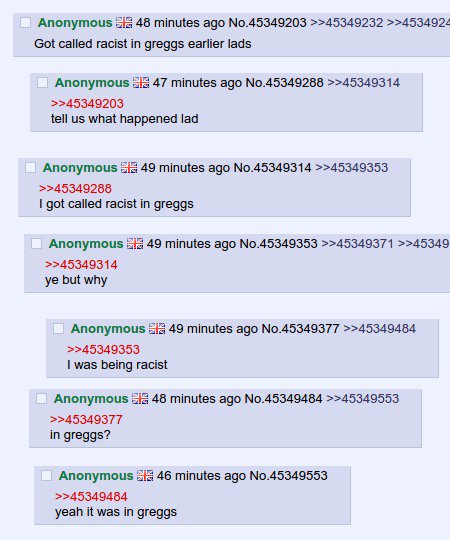 Anonymous 48 minutes ago No.45349203 >>45349232 >>4534924
Got called racist in greggs earlier lads
Anonymous 47 minutes ago No.45349288 >>45349314
>>45349203
tell us what happened lad
Anonymous 49 minutes ago No.45349314 >>45349353
>>45349288
I got called racist in greggs
Anonymous 49 minutes ago No.45349353 >>45349371 >>45349
>>45349314
ye but why
Anonymous 49 minutes ago No.45349377 >>45349484
>>45349353
I was being racist
Anonymous 48 minutes ago No.45349484 >>45349553
>>45349377
in greggs?
Anonymous 46 minutes ago No.45349553
>>45349484
yeah it was in greggs